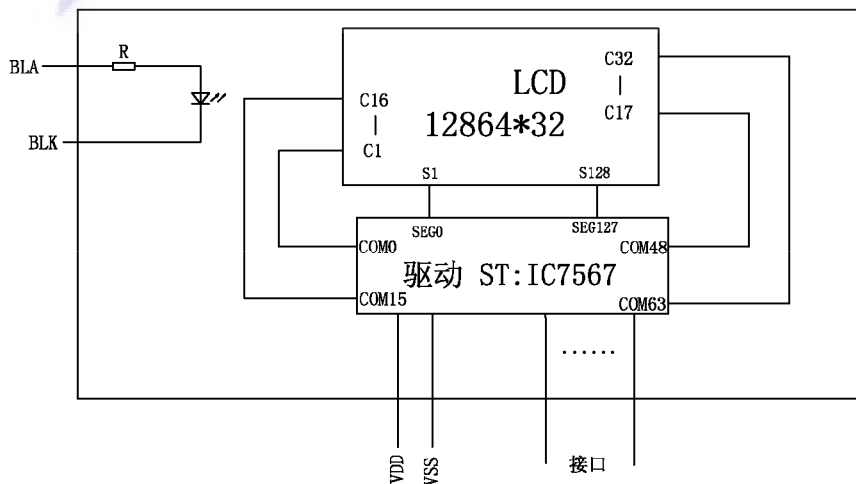 R
BLA
BLK
C16
C1
LCD
12864*32
C32
C17
S1
S128
SEG0
SEG127
COM0
COM48
驱动 ST:IC7567
COM15
COM63
......
VDD
VSS
接口